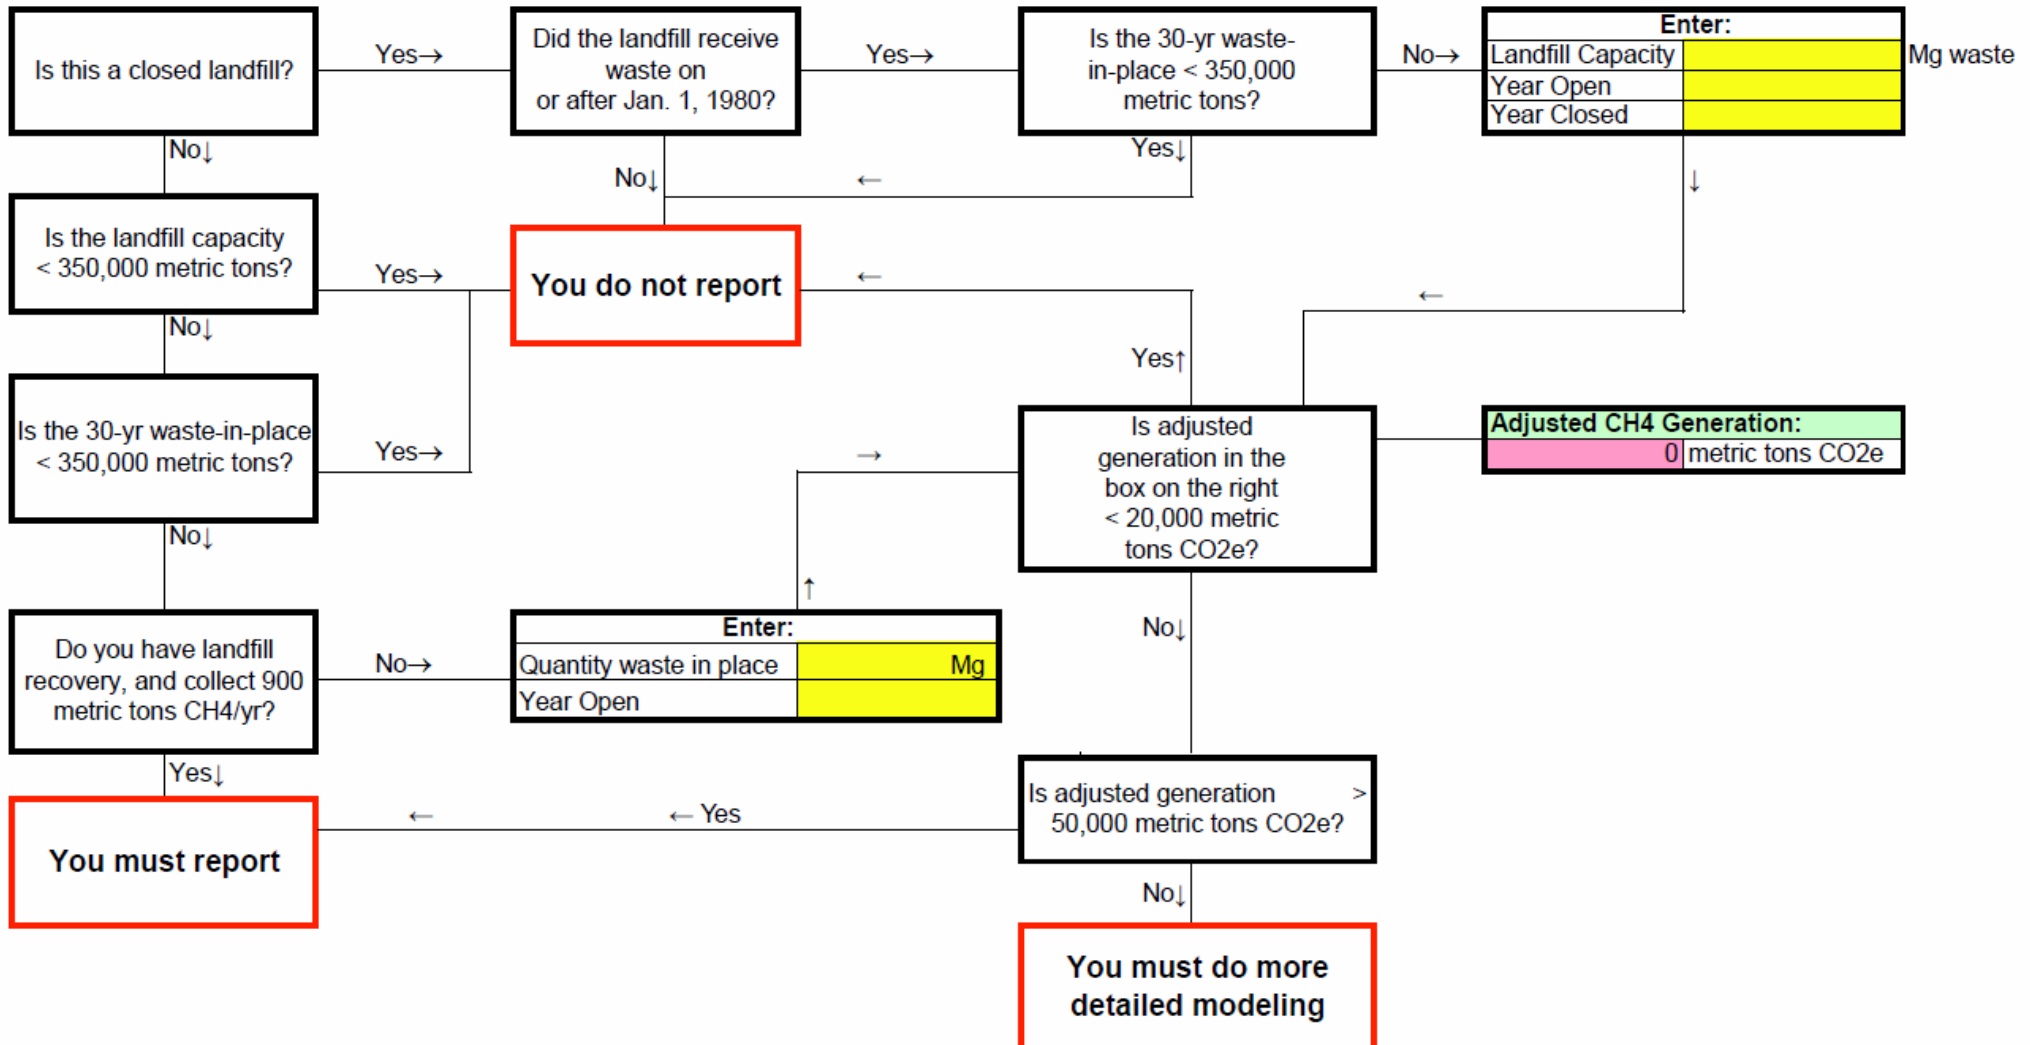 Is this a closed landfill?
Yes→
Did the landfill receive
waste on
or after Jan. 1, 1980?
Yes→
Is the 30-yr waste-
in-place < 350,000
metric tons?
No→
Enter:
Landfill Capacity
Mg waste
Year Open
Year Closed
No↓
No↓
Yes↓
←
↓
Is the landfill capacity
< 350,000 metric tons?
Yes→
You do not report
←
←
No↓
Yes↑
Is the 30-yr waste-in-place
< 350,000 metric tons?
Yes→
→
Is adjusted
generation in the
box on the right
< 20,000 metric
tons CO2e?
Adjusted CH4 Generation:
0 metric tons CO2e
No↓
↑
Do you have landfill
recovery, and collect 900
metric tons CH4/yr?
No→
Enter:
Quantity waste in place Mg
Year Open
No↓
Yes↓
You must report
←
← Yes
Is adjusted generation >
50,000 metric tons CO2e?
No↓
You must do more
detailed modeling